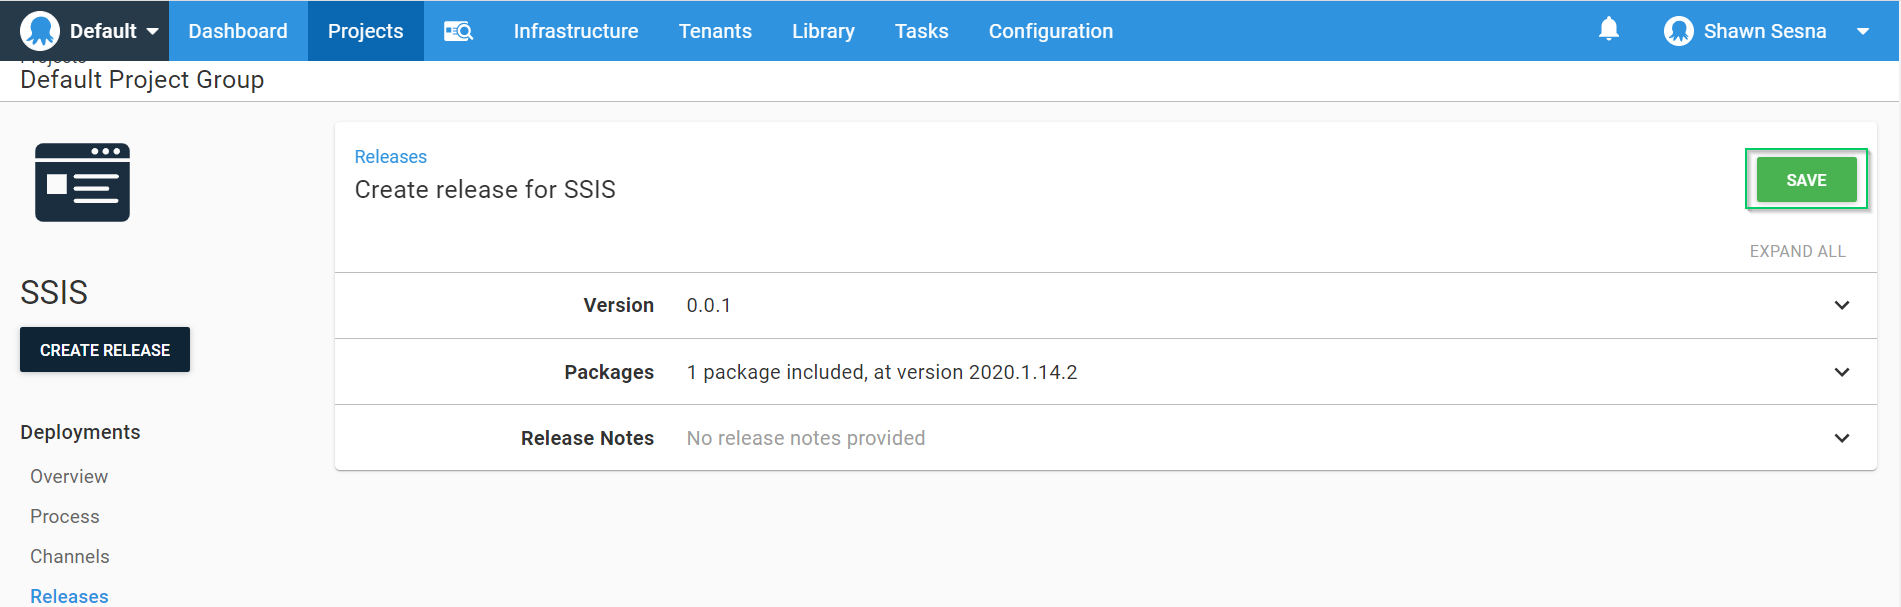 Default Dashboard Projects Infrastructure Tenants Library Tasks Configuration Shawn Sesna
Projects
Default Project Group
Releases
Create release for SSIS
SAVE
EXPAND ALL
SSIS
CREATE RELEASE
Version 0.0.1
Packages 1 package included, at version 2020.1.14.2
Release Notes No release notes provided
Deployments
Overview
Process
Channels
Releases